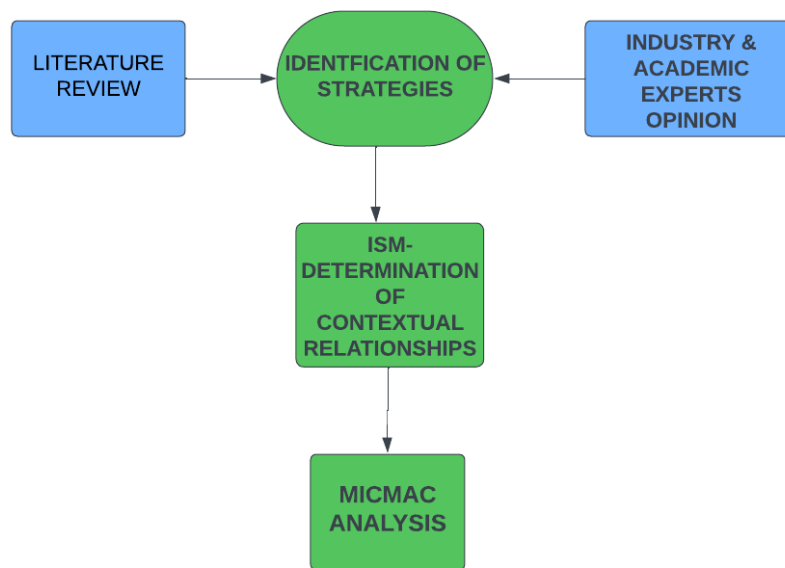 LITERATURE
REVIEW
IDENTFICATION OF
STRATEGIES
INDUSTRY &
ACADEMIC
EXPERTS
OPINION
ISM-
DETERMINATION
OF
CONTEXTUAL
RELATIONSHIPS
MICMAC
ANALYSIS